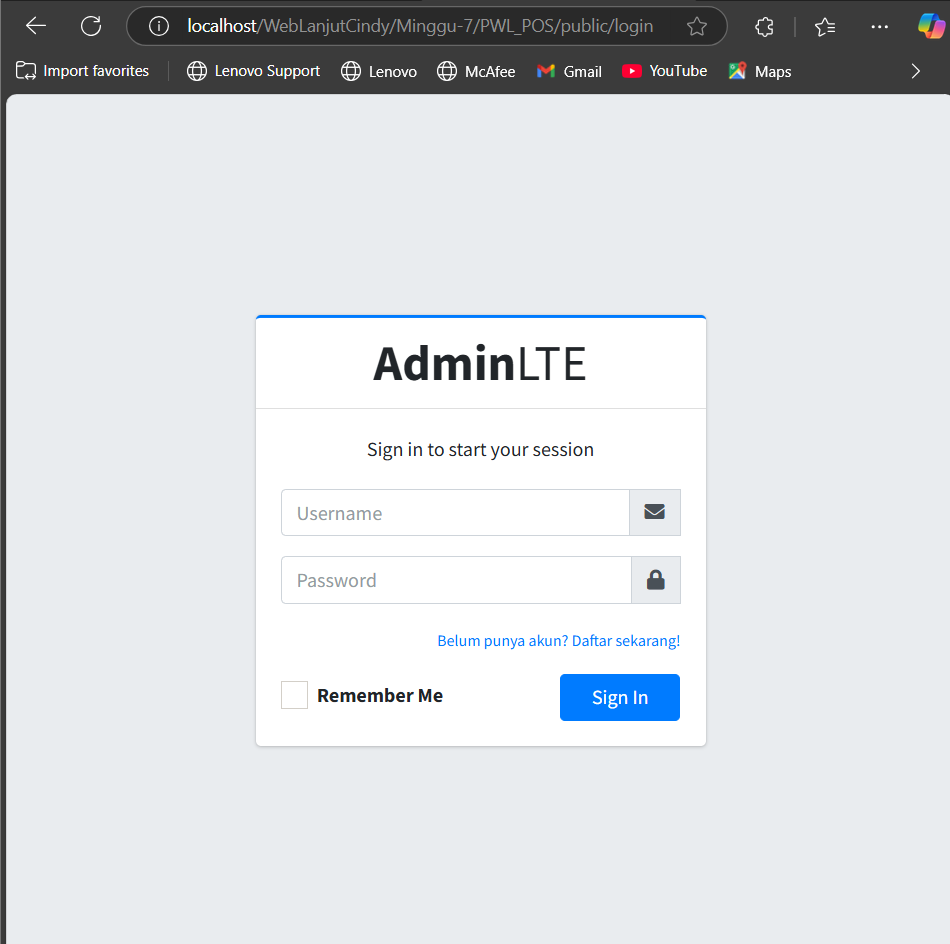 localhost/WebLanjutCindy/Minggu-7/PWL_POS/public/login
Import favorites Lenovo Support Lenovo McAfee Gmail YouTube Maps
AdminLTE
Sign in to start your session
Username
Password
Belum punya akun? Daftar sekarang!
Remember Me Sign In